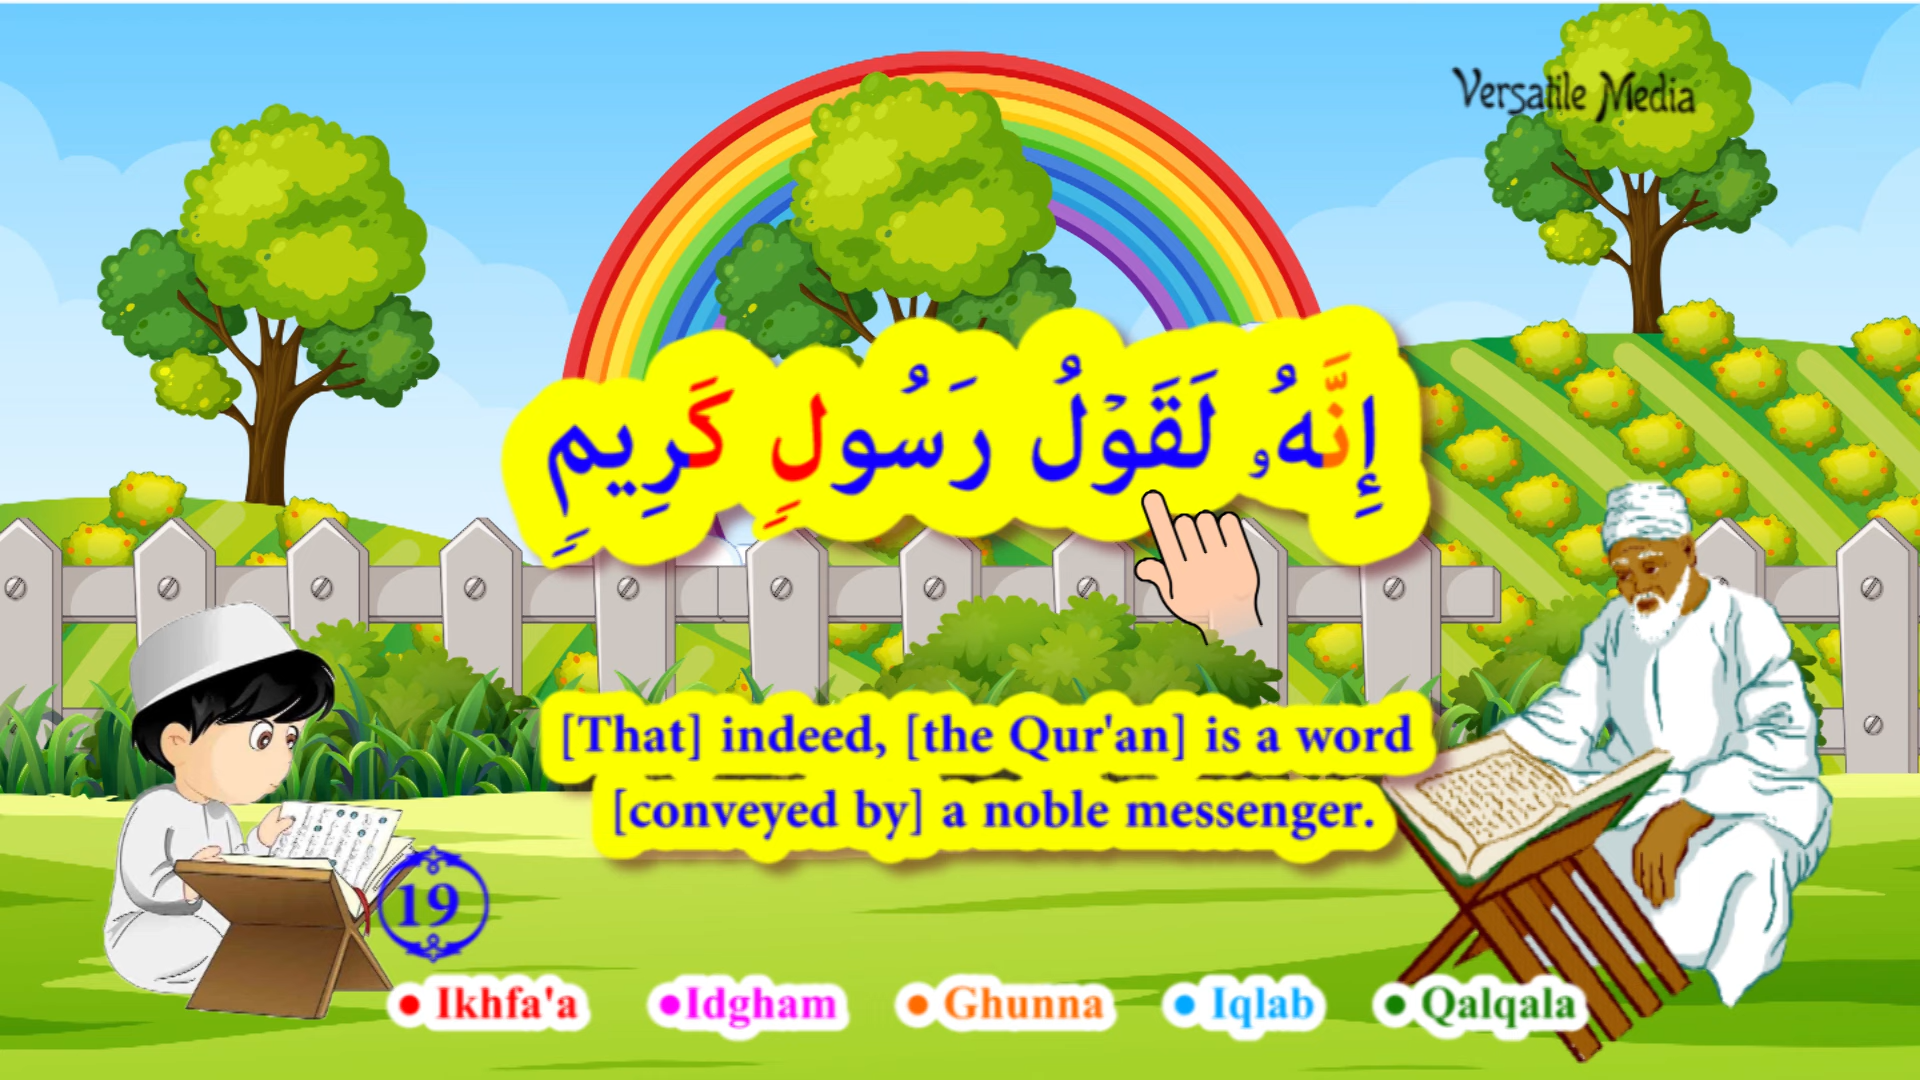 Versatile Media
إِنَّهُۥ لَقَوْلُ رَسُولٍ كَرِيمٍ
[That] indeed, [the Qur'an] is a word
[conveyed by] a noble messenger.
19
Ikhfa'a
Idgham
Ghunna
Iqlab
Qalqala